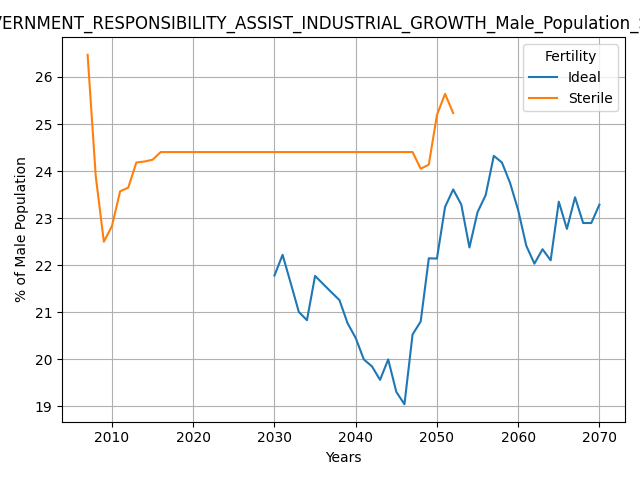 VERNMENT_RESPONSIBILITY_ASSIST_INDUSTRIAL_GROWTH_Male_Population_
Fertility
Ideal
Sterile
26
25
24
23
22
21
20
19
% of Male Population
2010 2020 2030 2040 2050 2060 2070
Years